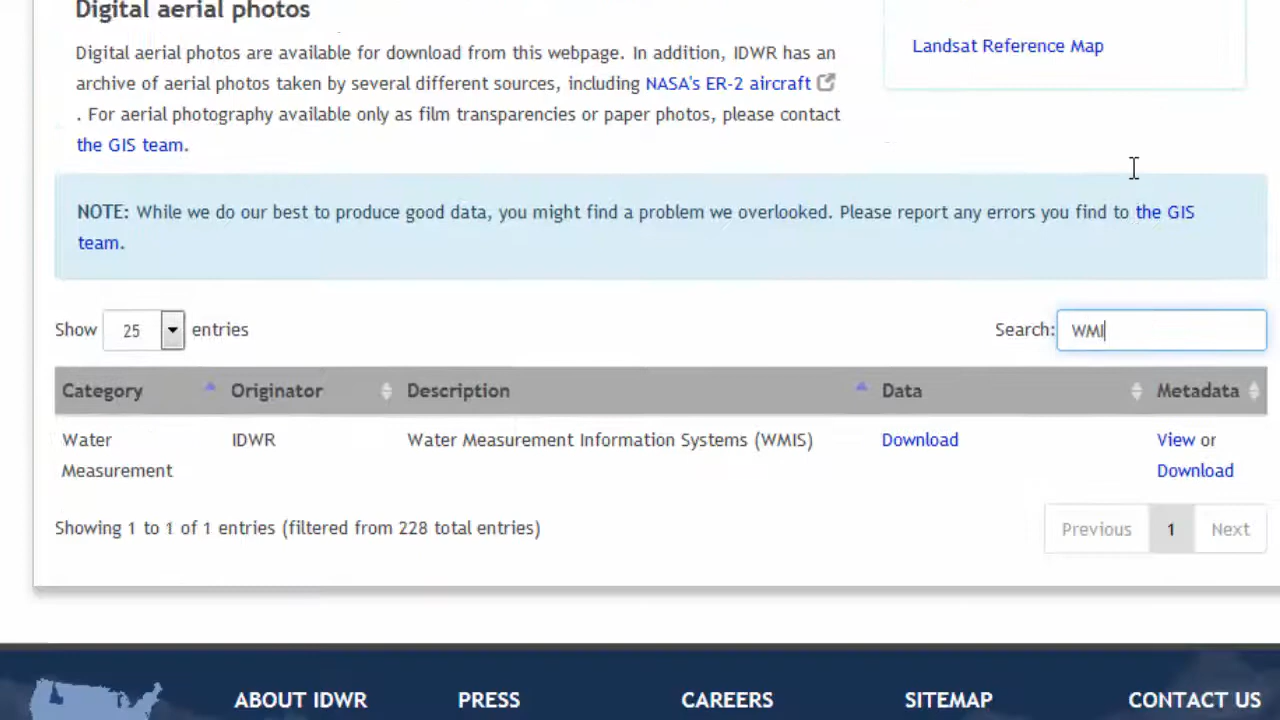 Digital aerial photos
Landsat Reference Map
Digital aerial photos are available for download from this webpage. In addition, IDWR has an
archive of aerial photos taken by several different sources, including NASA's ER-2 aircraft
. For aerial photography available only as film transparencies or paper photos, please contact
the GIS team.
NOTE: While we do our best to produce good data, you might find a problem we overlooked. Please report any errors you find to the GIS
team.
Show 25 entries Search: WMI
Category Originator Description Data Metadata
Water IDWR Water Measurement Information Systems (WMIS) Download View or
Measurement Download
Showing 1 to 1 of 1 entries (filtered from 228 total entries) Previous 1 Next
ABOUT IDWR PRESS CAREERS SITEMAP CONTACT US